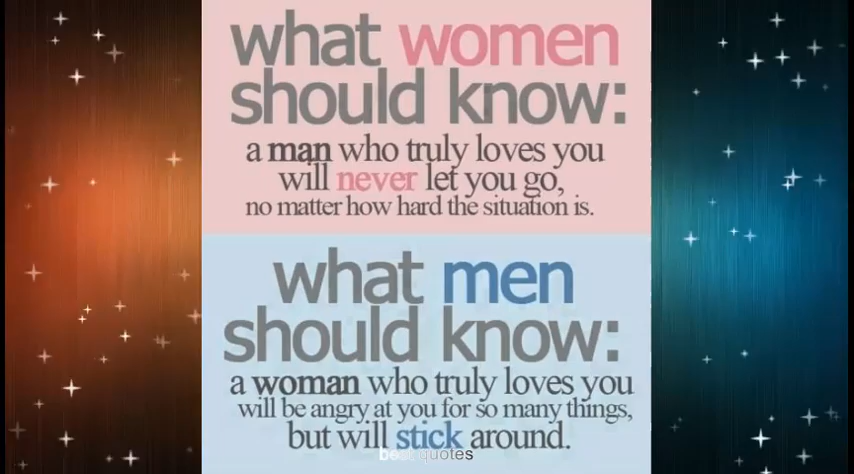 what women
should know:
a man who truly loves you
will never let you go,
no matter how hard the situation is.
what men
should know:
a woman who truly loves you
will be angry at you for so many things,
but will stick around.
best quotes